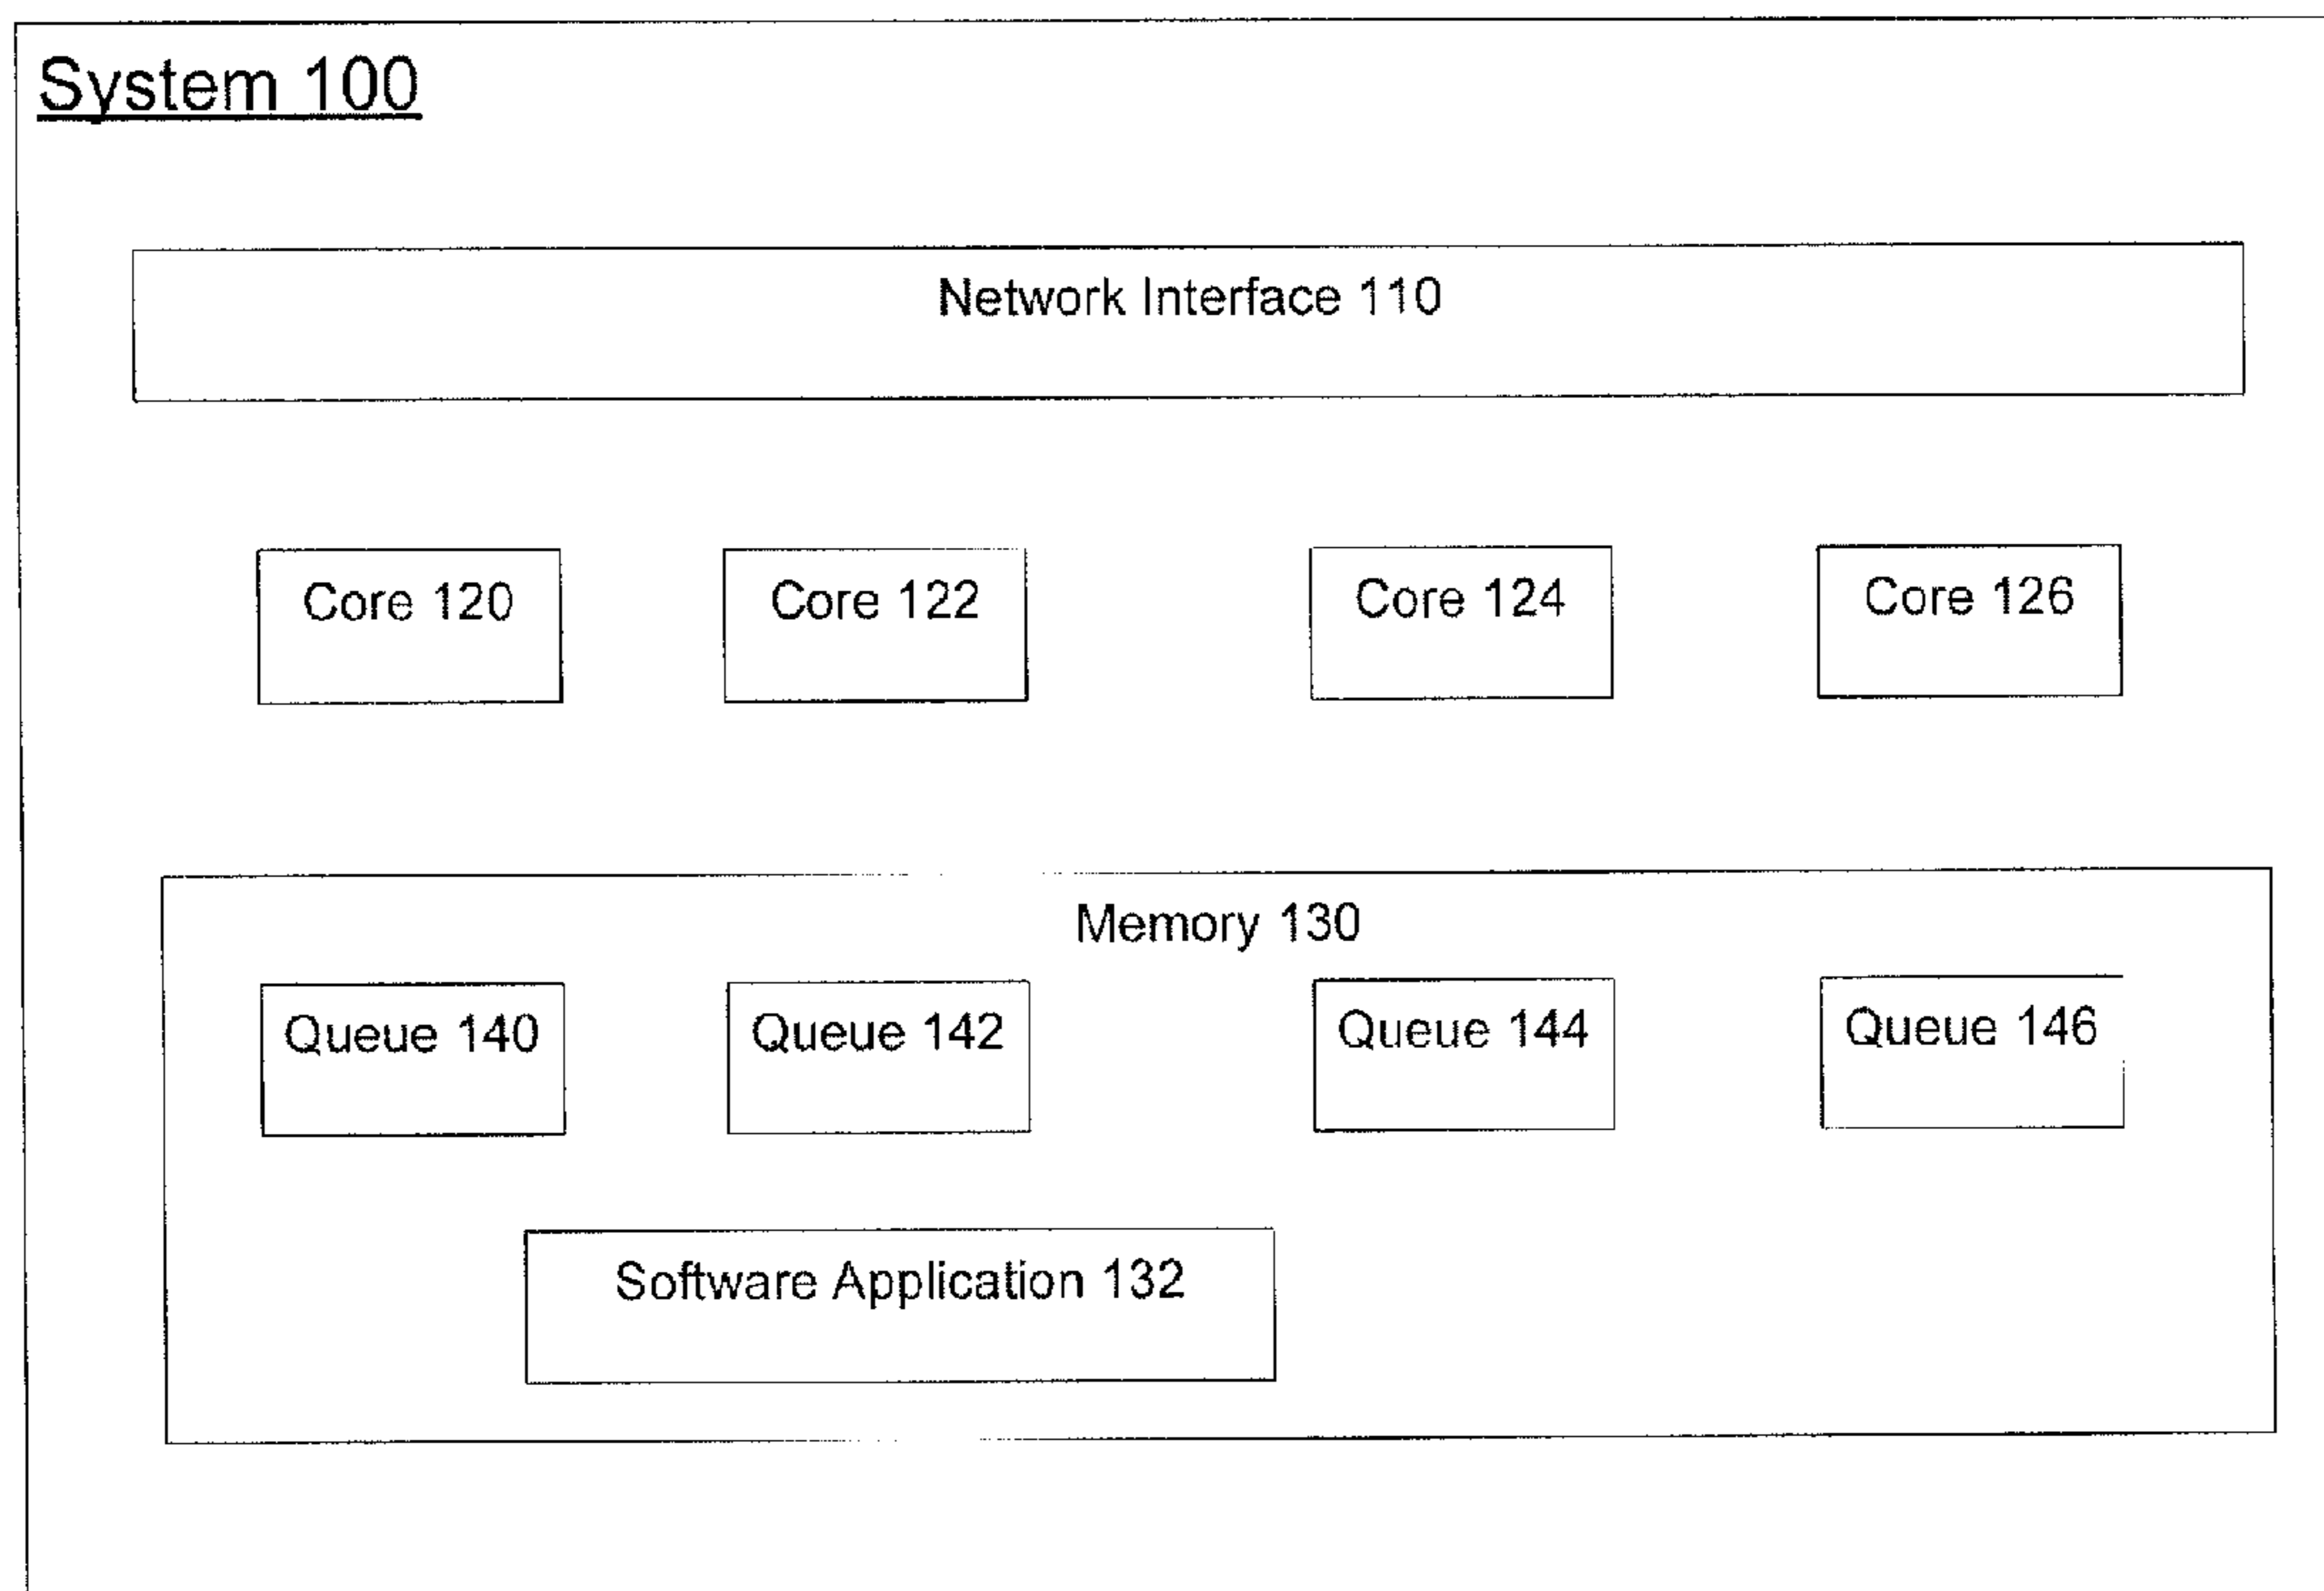 System 100
Network Interface 110
Core 120
Core 122
Core 124
Core 126
Memory 130
Queue 140
Queue 142
Queue 144
Queue 146
Software Application 132